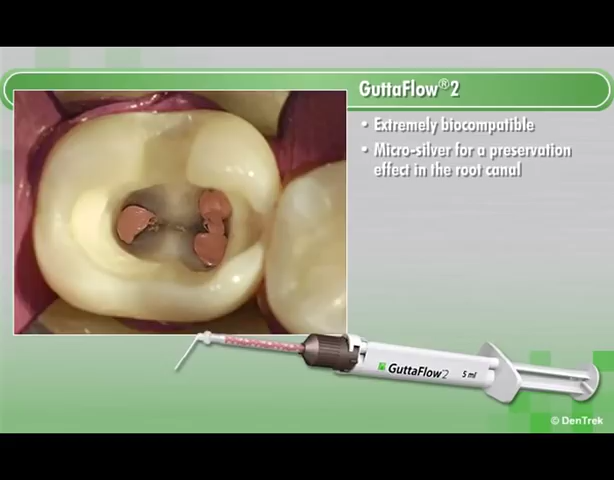 GuttaFlow®2
• Extremely biocompatible
• Micro-silver for a preservation
effect in the root canal
GuttaFlow2 5 ml
© DenTrek